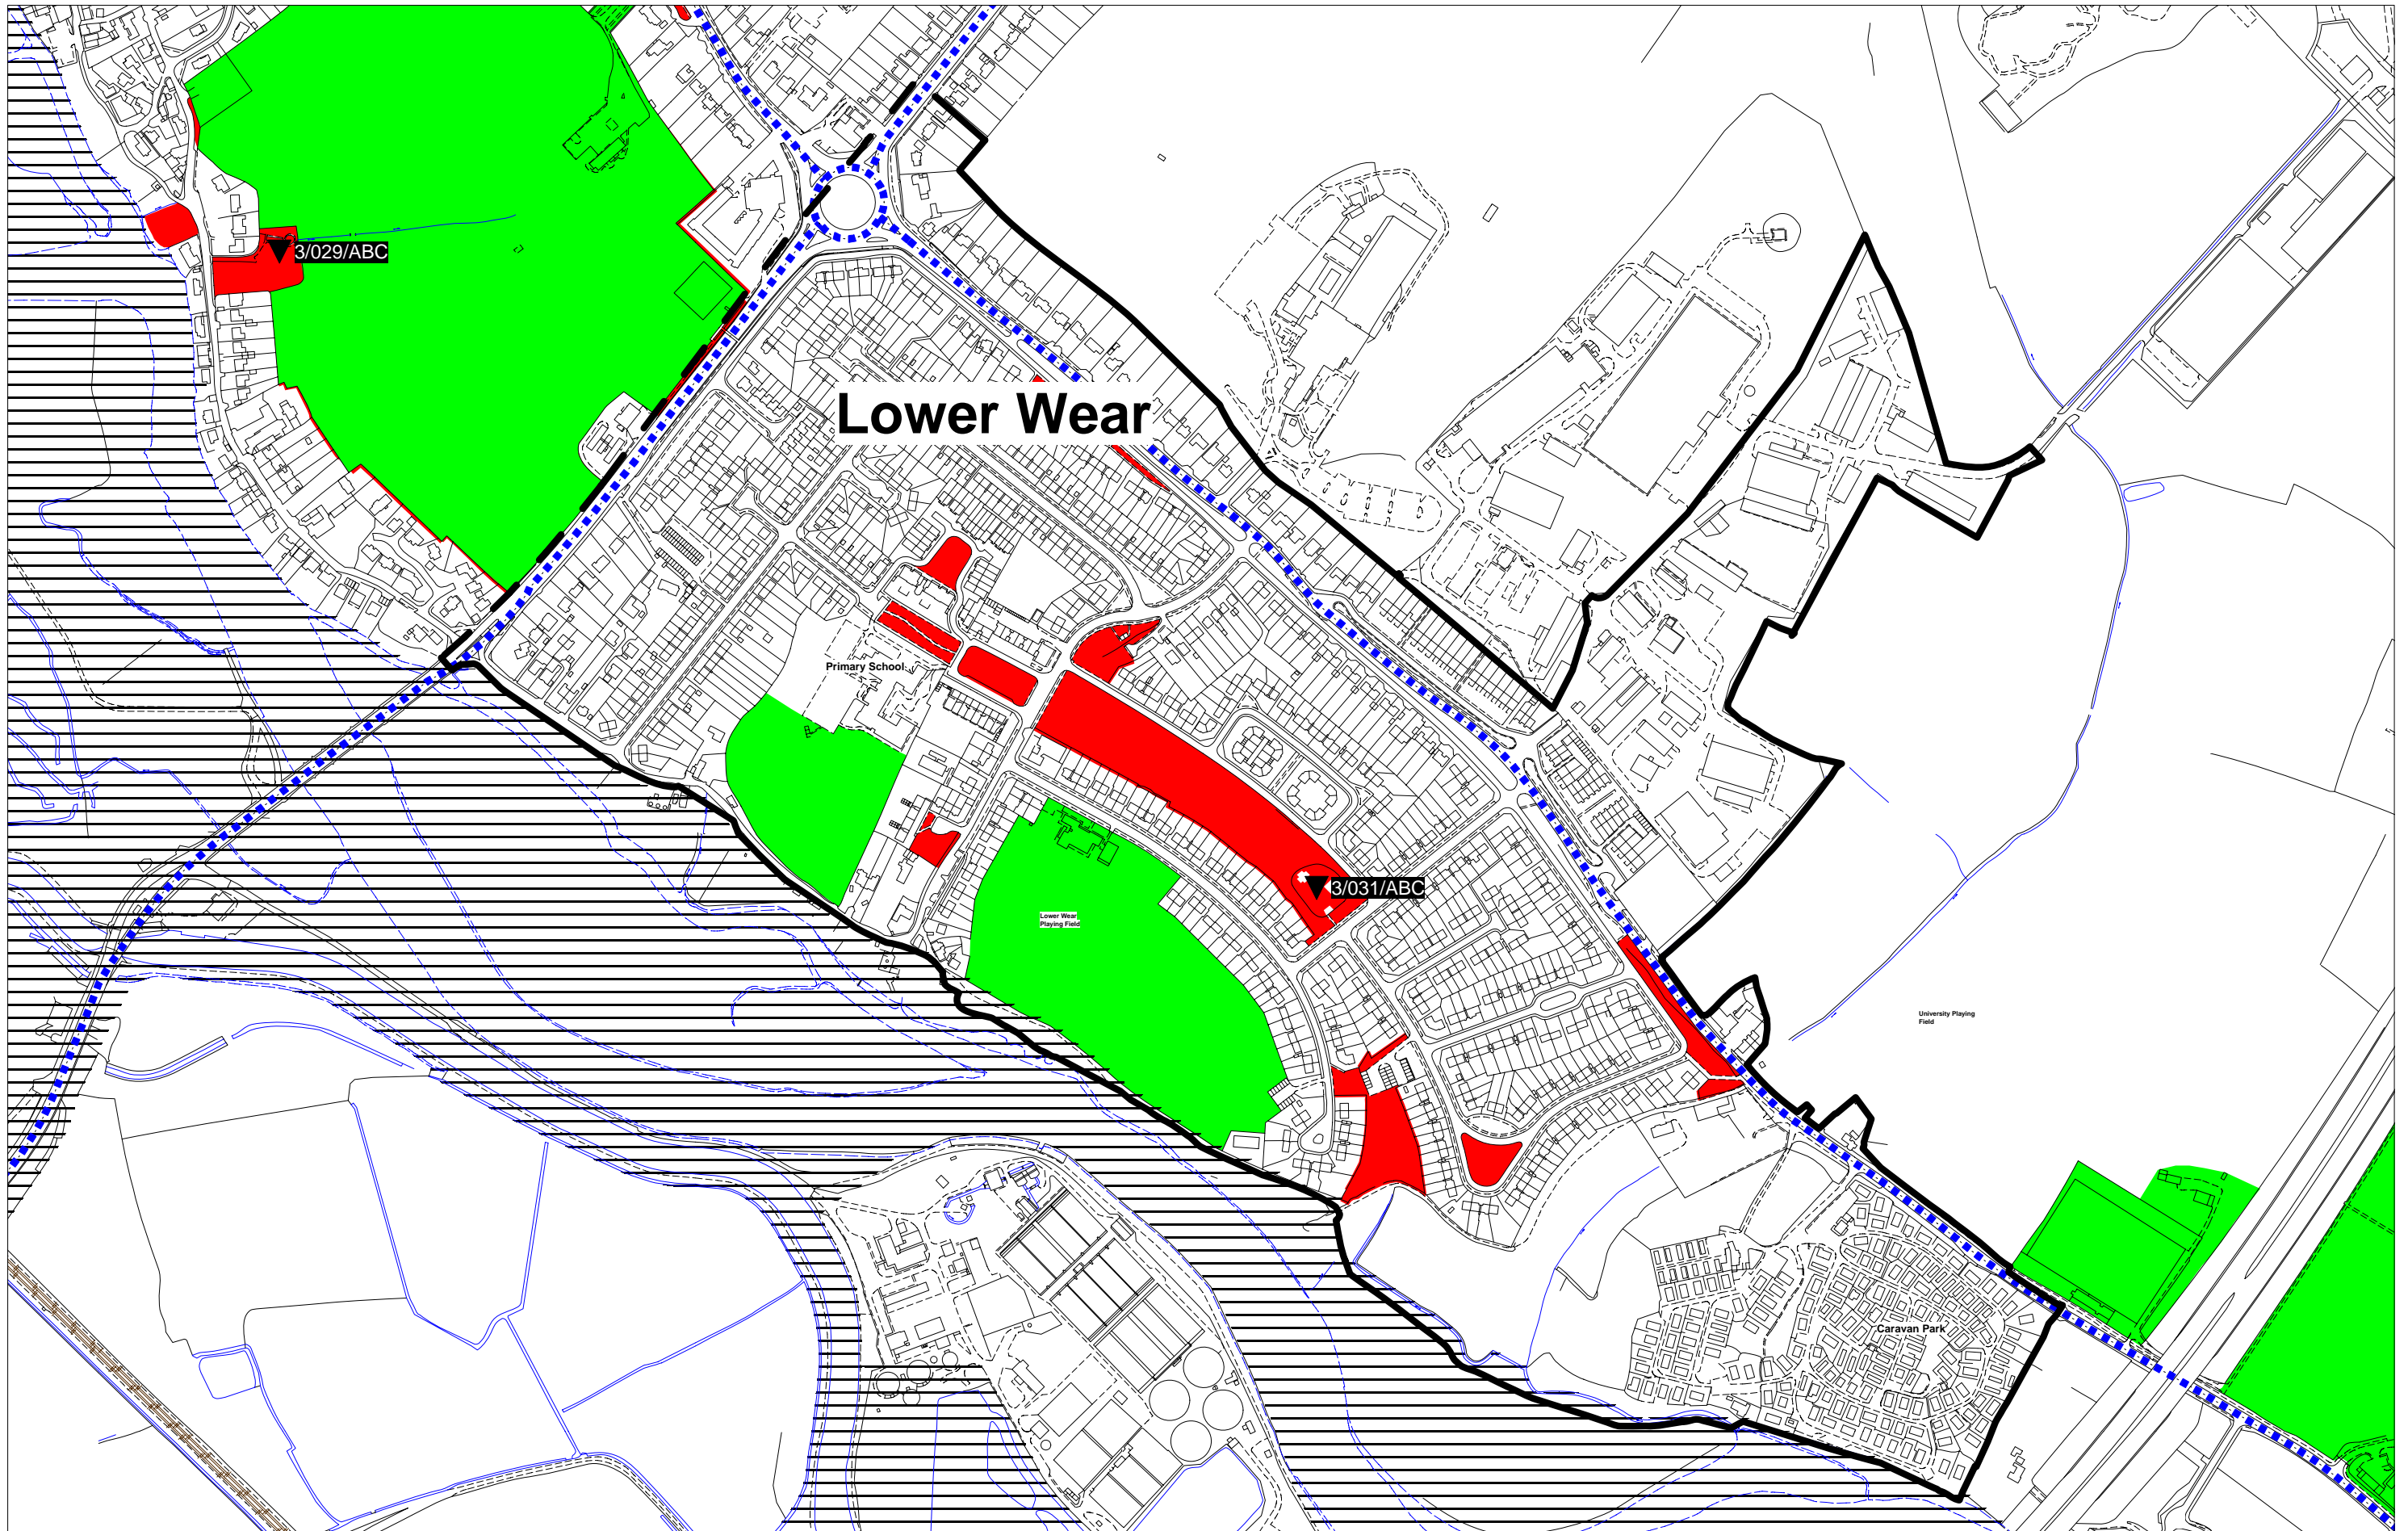 3/029/ABC
Lower Wear
Primary School
3/031/ABC
Lower Wear
Playing Field
University Playing
Field
Caravan Park